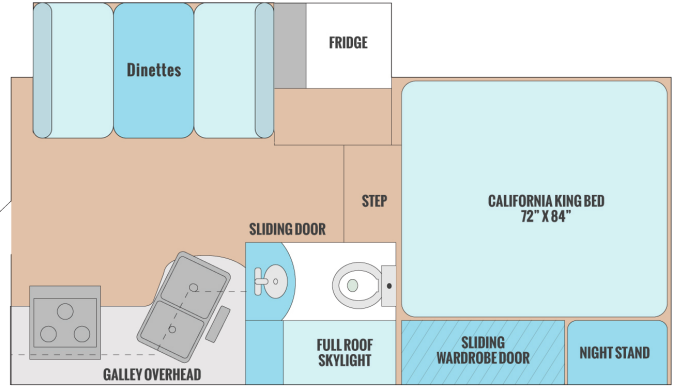 FRIDGE
Dinettes
STEP
CALIFORNIA KING BED
72” X 84”
SLIDING DOOR
FULL ROOF
SKYLIGHT
SLIDING
WARDROBE DOOR
NIGHT STAND
GALLEY OVERHEAD